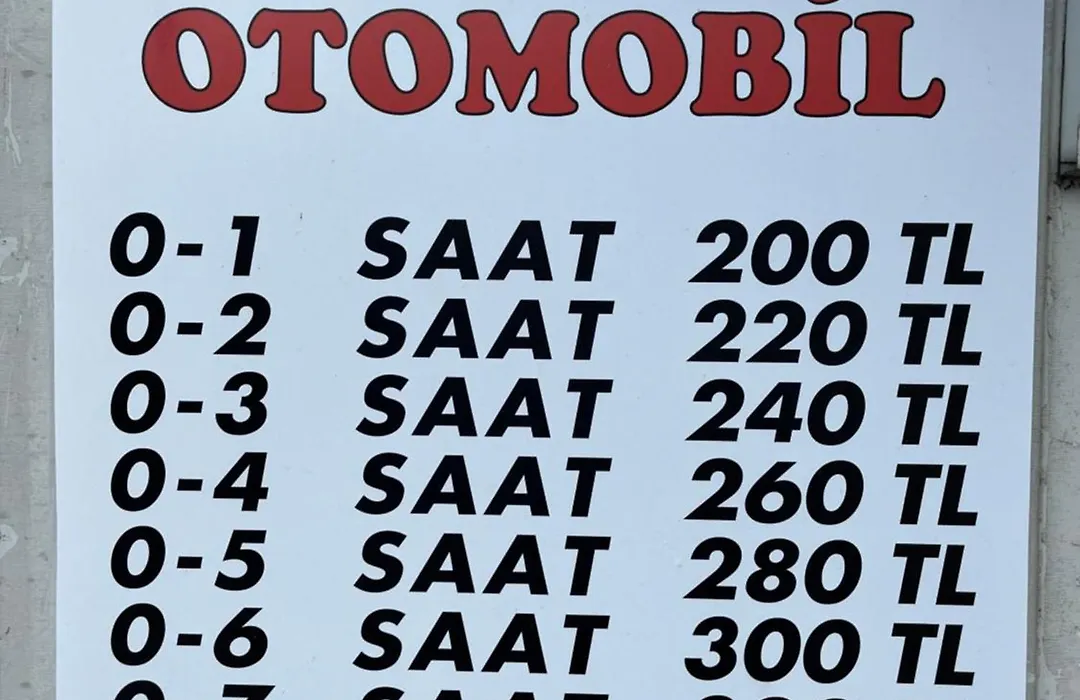 OTOMOBİL
0-1 SAAT 200 TL
0-2 SAAT 220 TL
0-3 SAAT 240 TL
0-4 SAAT 260 TL
0-5 SAAT 280 TL
0-6 SAAT 300 TL